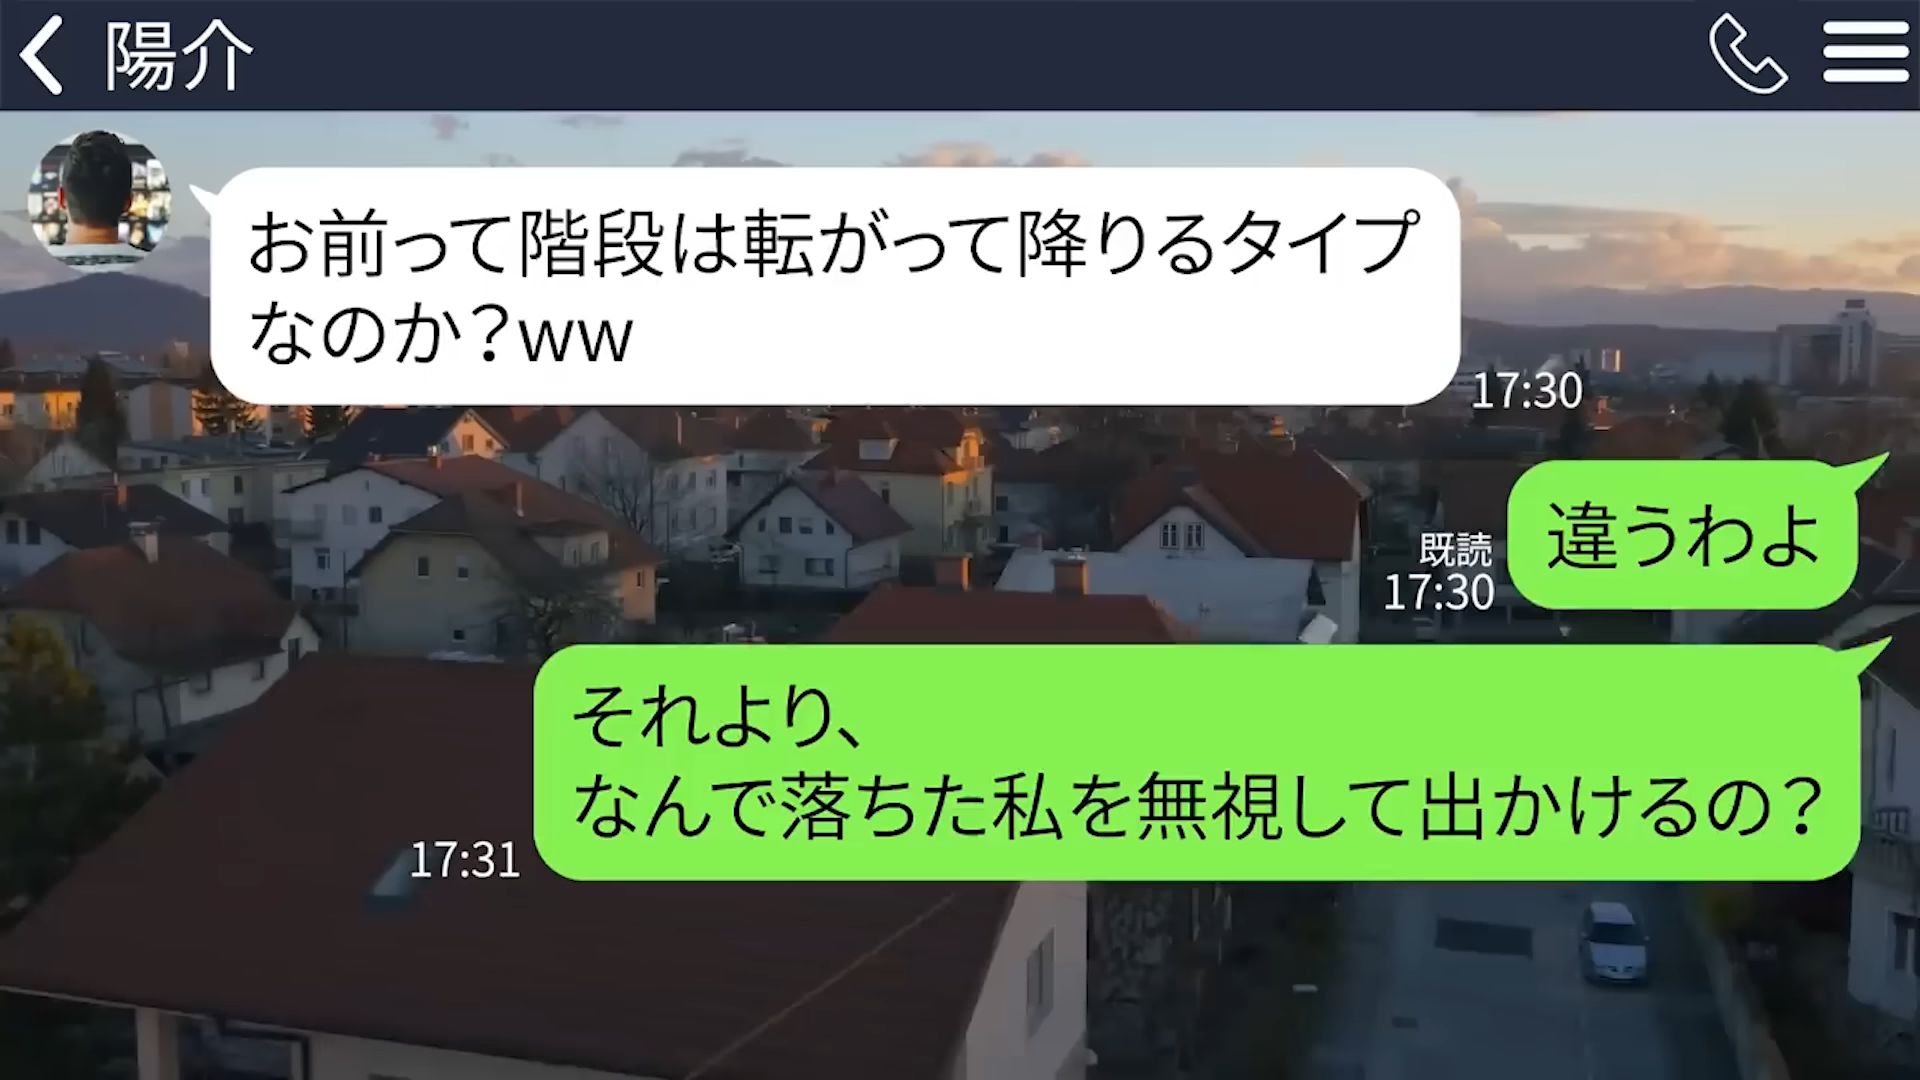 陽介
お前って階段は転がって降りるタイプ
なのか？ww
17:30
違うわよ
既読
17:30
それより、
なんで落ちた私を無視して出かけるの？
17:31